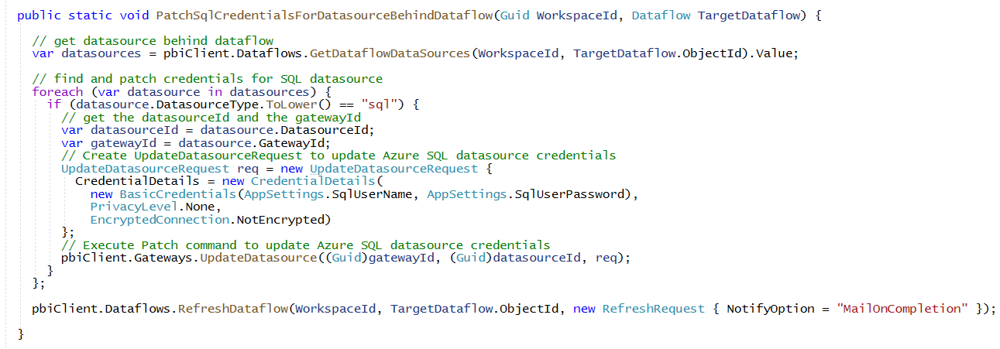 public static void PatchSqlCredentialsForDatasourceBehindDataflow(Guid WorkspaceId, Dataflow TargetDataflow) {
// get datasource behind dataflow
var datasources = pbiClient.Dataflows.GetDataflowDataSources(WorkspaceId, TargetDataflow.ObjectId).Value;
// find and patch credentials for SQL datasource
foreach (var datasource in datasources) {
if (datasource.DatasourceType.ToLower() == "sql") {
// get the datasourceId and the gatewayId
var datasourceId = datasource.DatasourceId;
var gatewayId = datasource.GatewayId;
// Create UpdateDatasourceRequest to update Azure SQL datasource credentials
UpdateDatasourceRequest req = new UpdateDatasourceRequest {
CredentialDetails = new CredentialDetails(
new BasicCredentials(AppSettings.SqlUserName, AppSettings.SqlUserPassword),
PrivacyLevel.None,
EncryptedConnection.NotEncrypted)
};
// Execute Patch command to update Azure SQL datasource credentials
pbiClient.Gateways.UpdateDatasource((Guid)gatewayId, (Guid)datasourceId, req);
}
};
pbiClient.Dataflows.RefreshDataflow(WorkspaceId, TargetDataflow.ObjectId, new RefreshRequest { NotifyOption = "MailOnCompletion" });
}